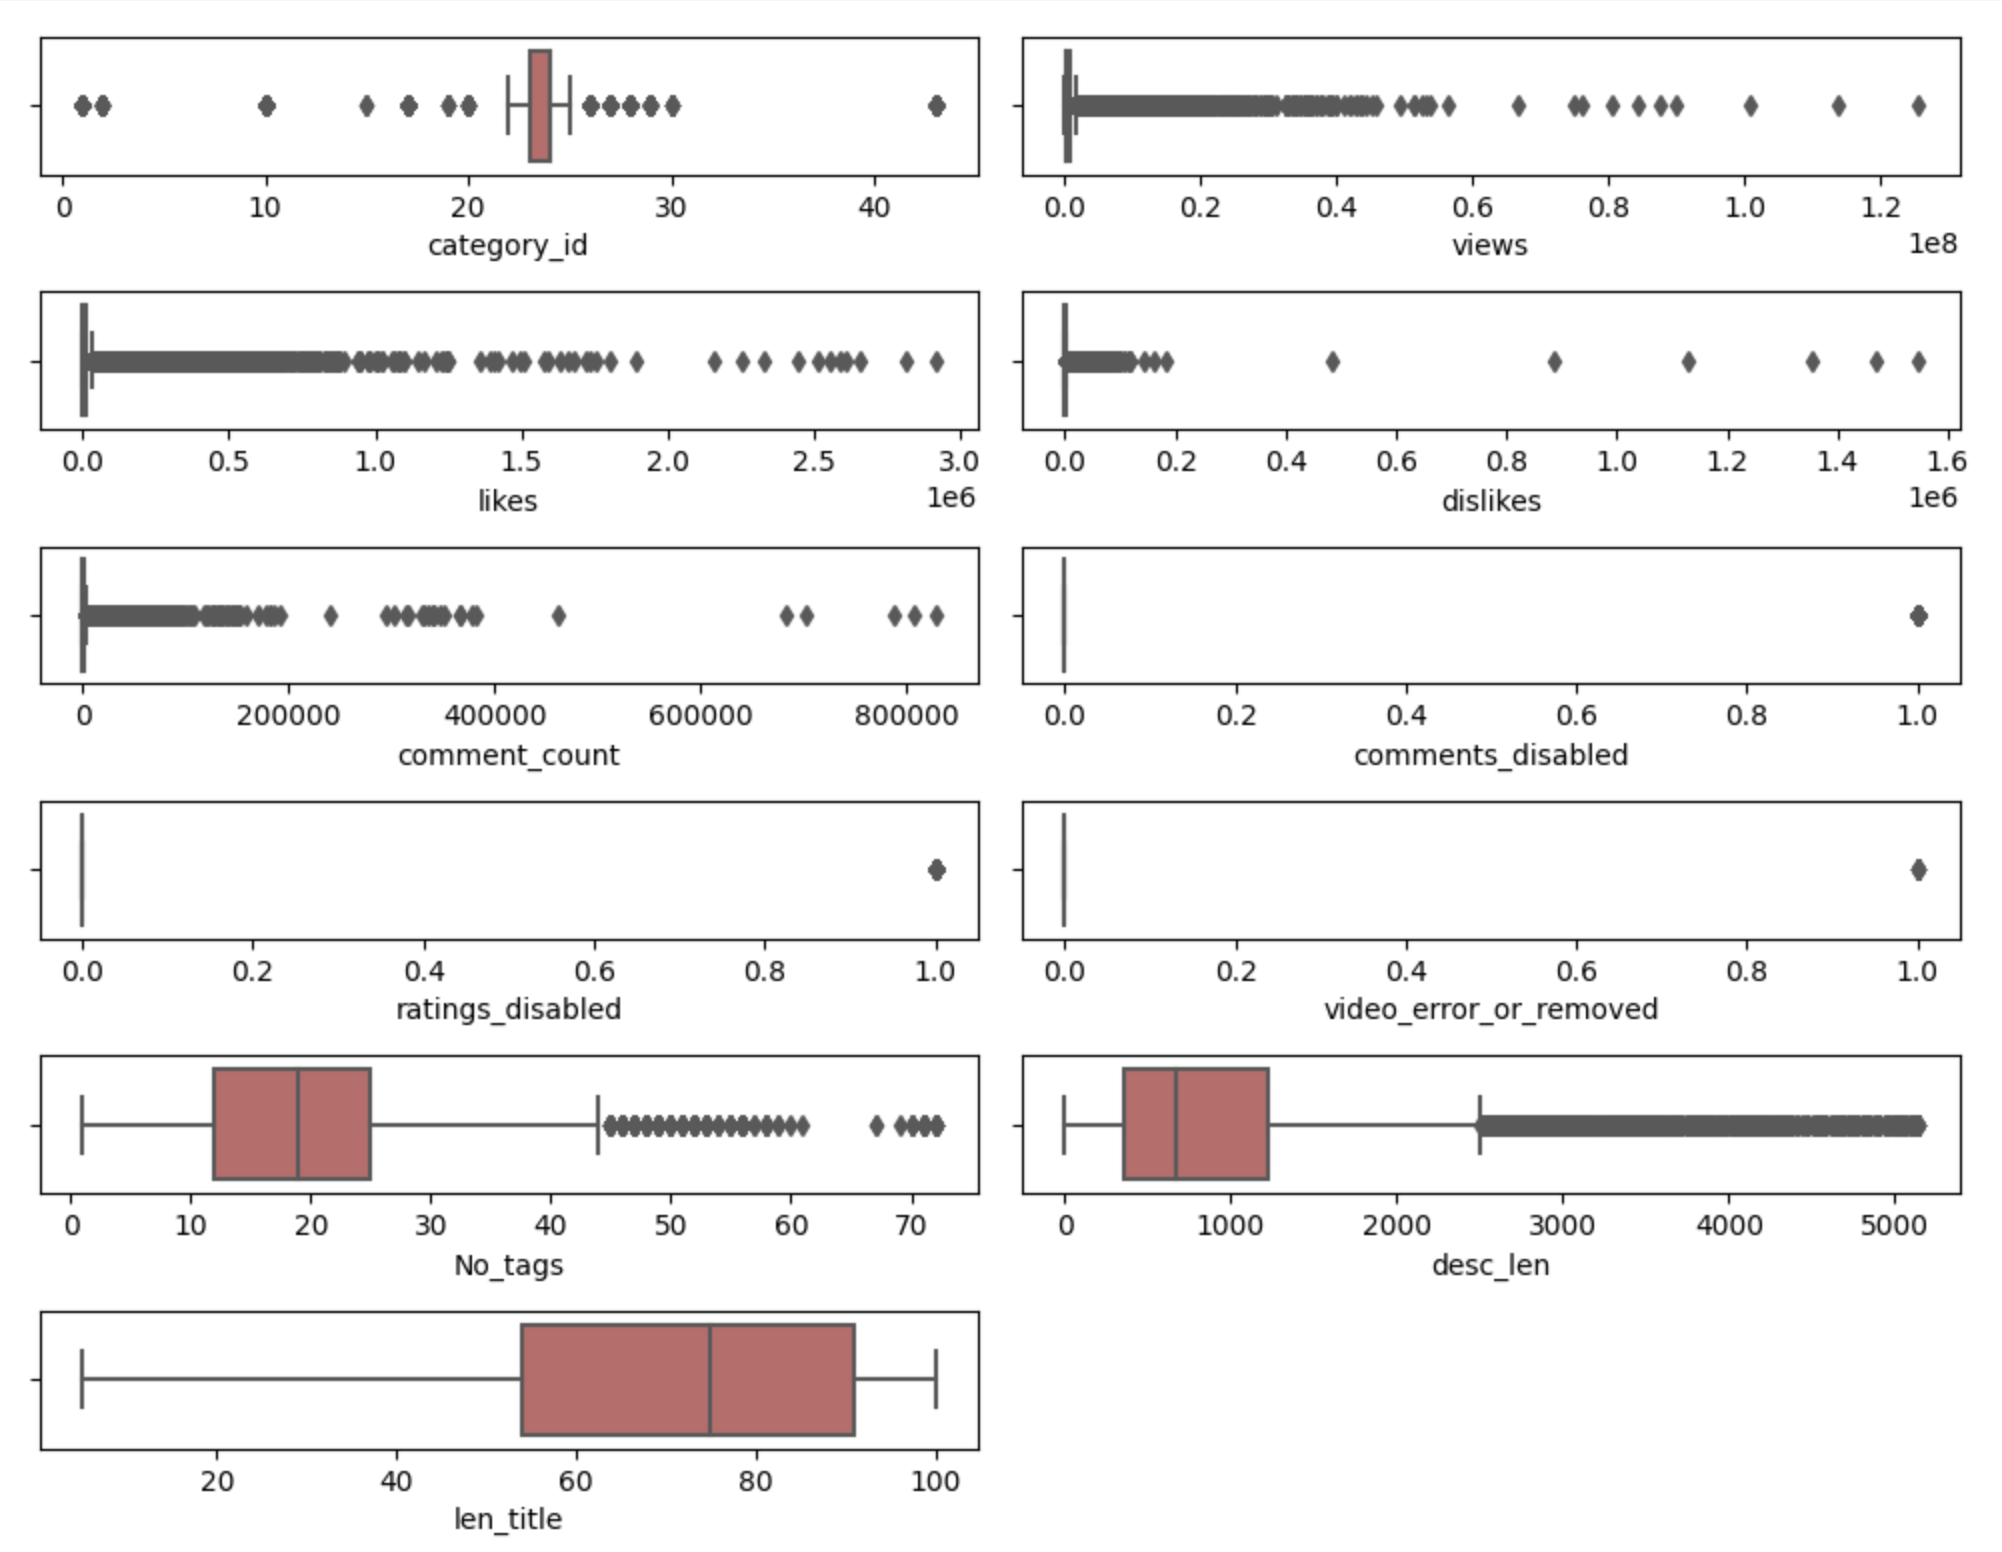 0 10 20 30 40
category_id
0.0 0.2 0.4 0.6 0.8 1.0 1.2
views 1e8
0.0 0.5 1.0 1.5 2.0 2.5 3.0
likes 1e6
0.0 0.2 0.4 0.6 0.8 1.0 1.2 1.4 1.6
dislikes 1e6
0 200000 400000 600000 800000
comment_count
0.0 0.2 0.4 0.6 0.8 1.0
comments_disabled
0.0 0.2 0.4 0.6 0.8 1.0
ratings_disabled
0.0 0.2 0.4 0.6 0.8 1.0
video_error_or_removed
0 10 20 30 40 50 60 70
No_tags
0 1000 2000 3000 4000 5000
desc_len
20 40 60 80 100
len_title